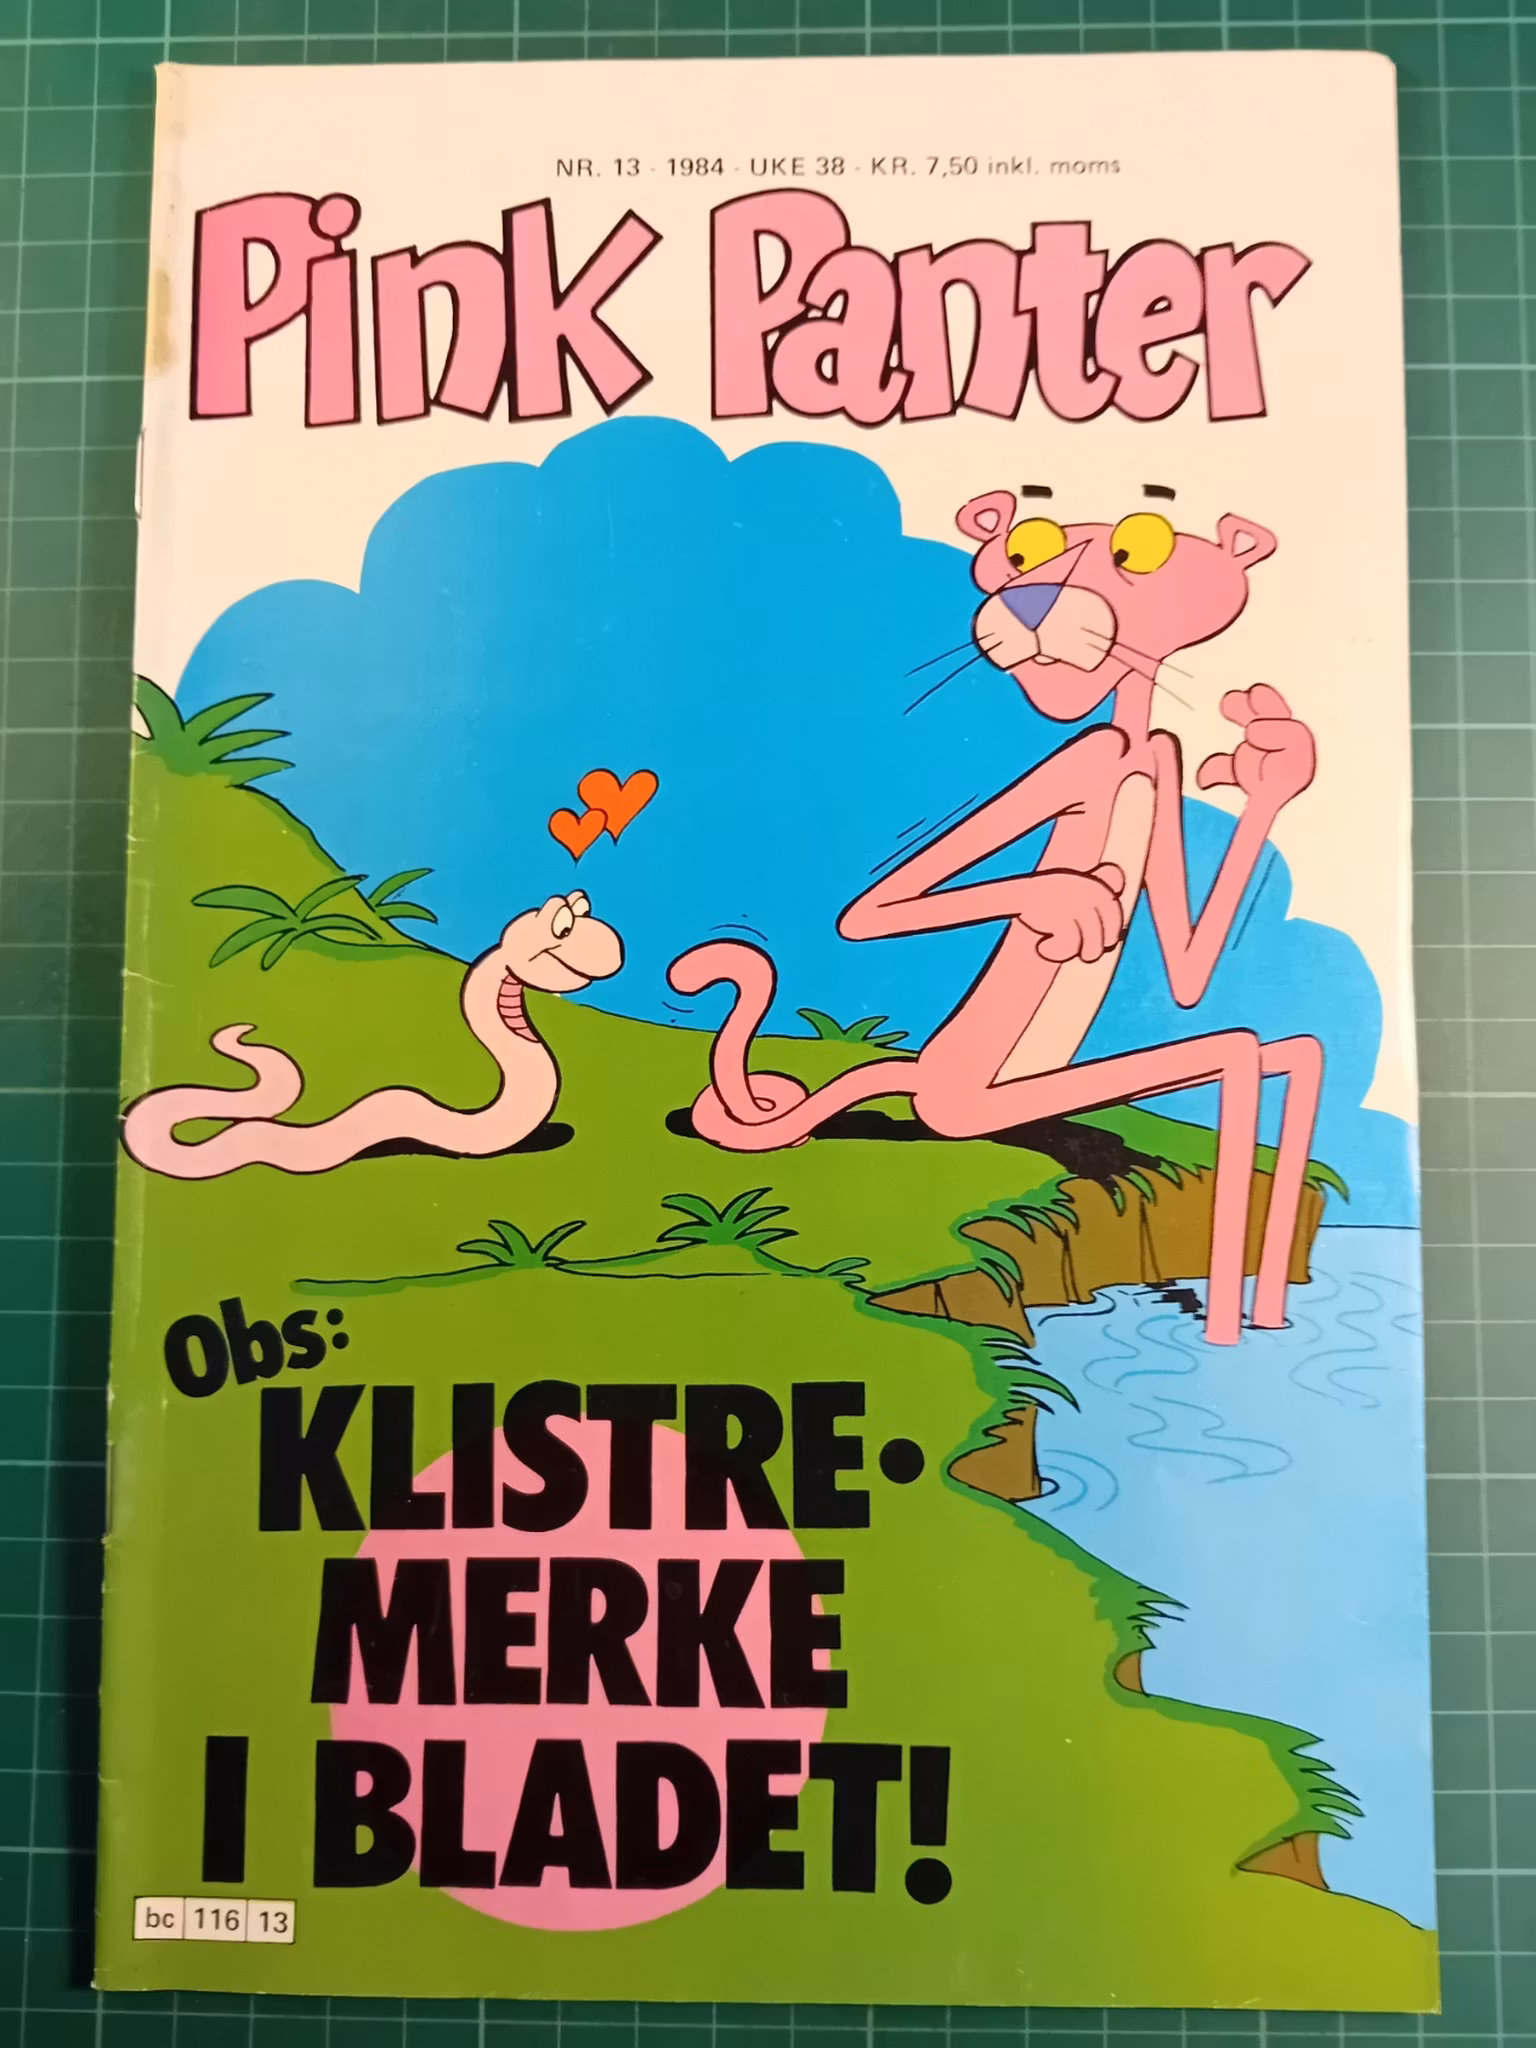 NR. 13 - 1984 - UKE 38 - KR. 7,50 inkl. moms
Pink Panter
Obs:
KLISTRE-
MERKE
I BLADET!
bc 116 13